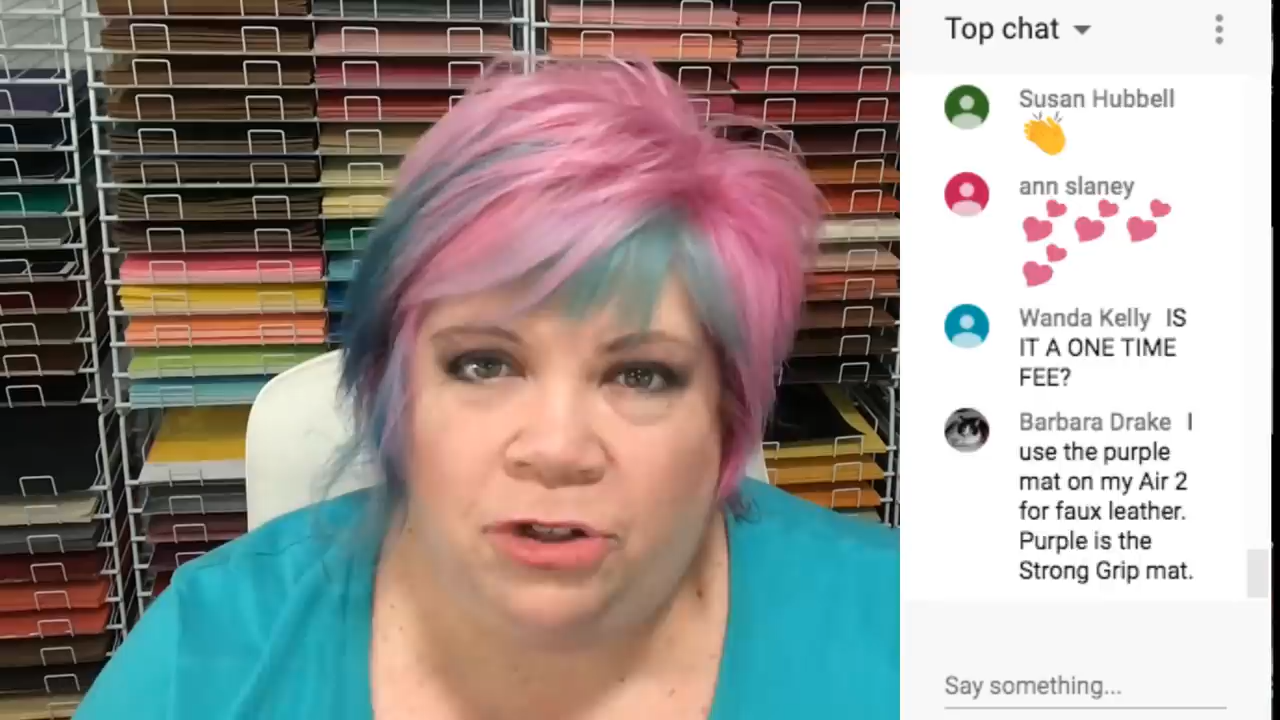 Top chat
Susan Hubbell
ann slaney
Wanda Kelly IS
IT A ONE TIME
FEE?
Barbara Drake I
use the purple
mat on my Air 2
for faux leather.
Purple is the
Strong Grip mat.
Say something...